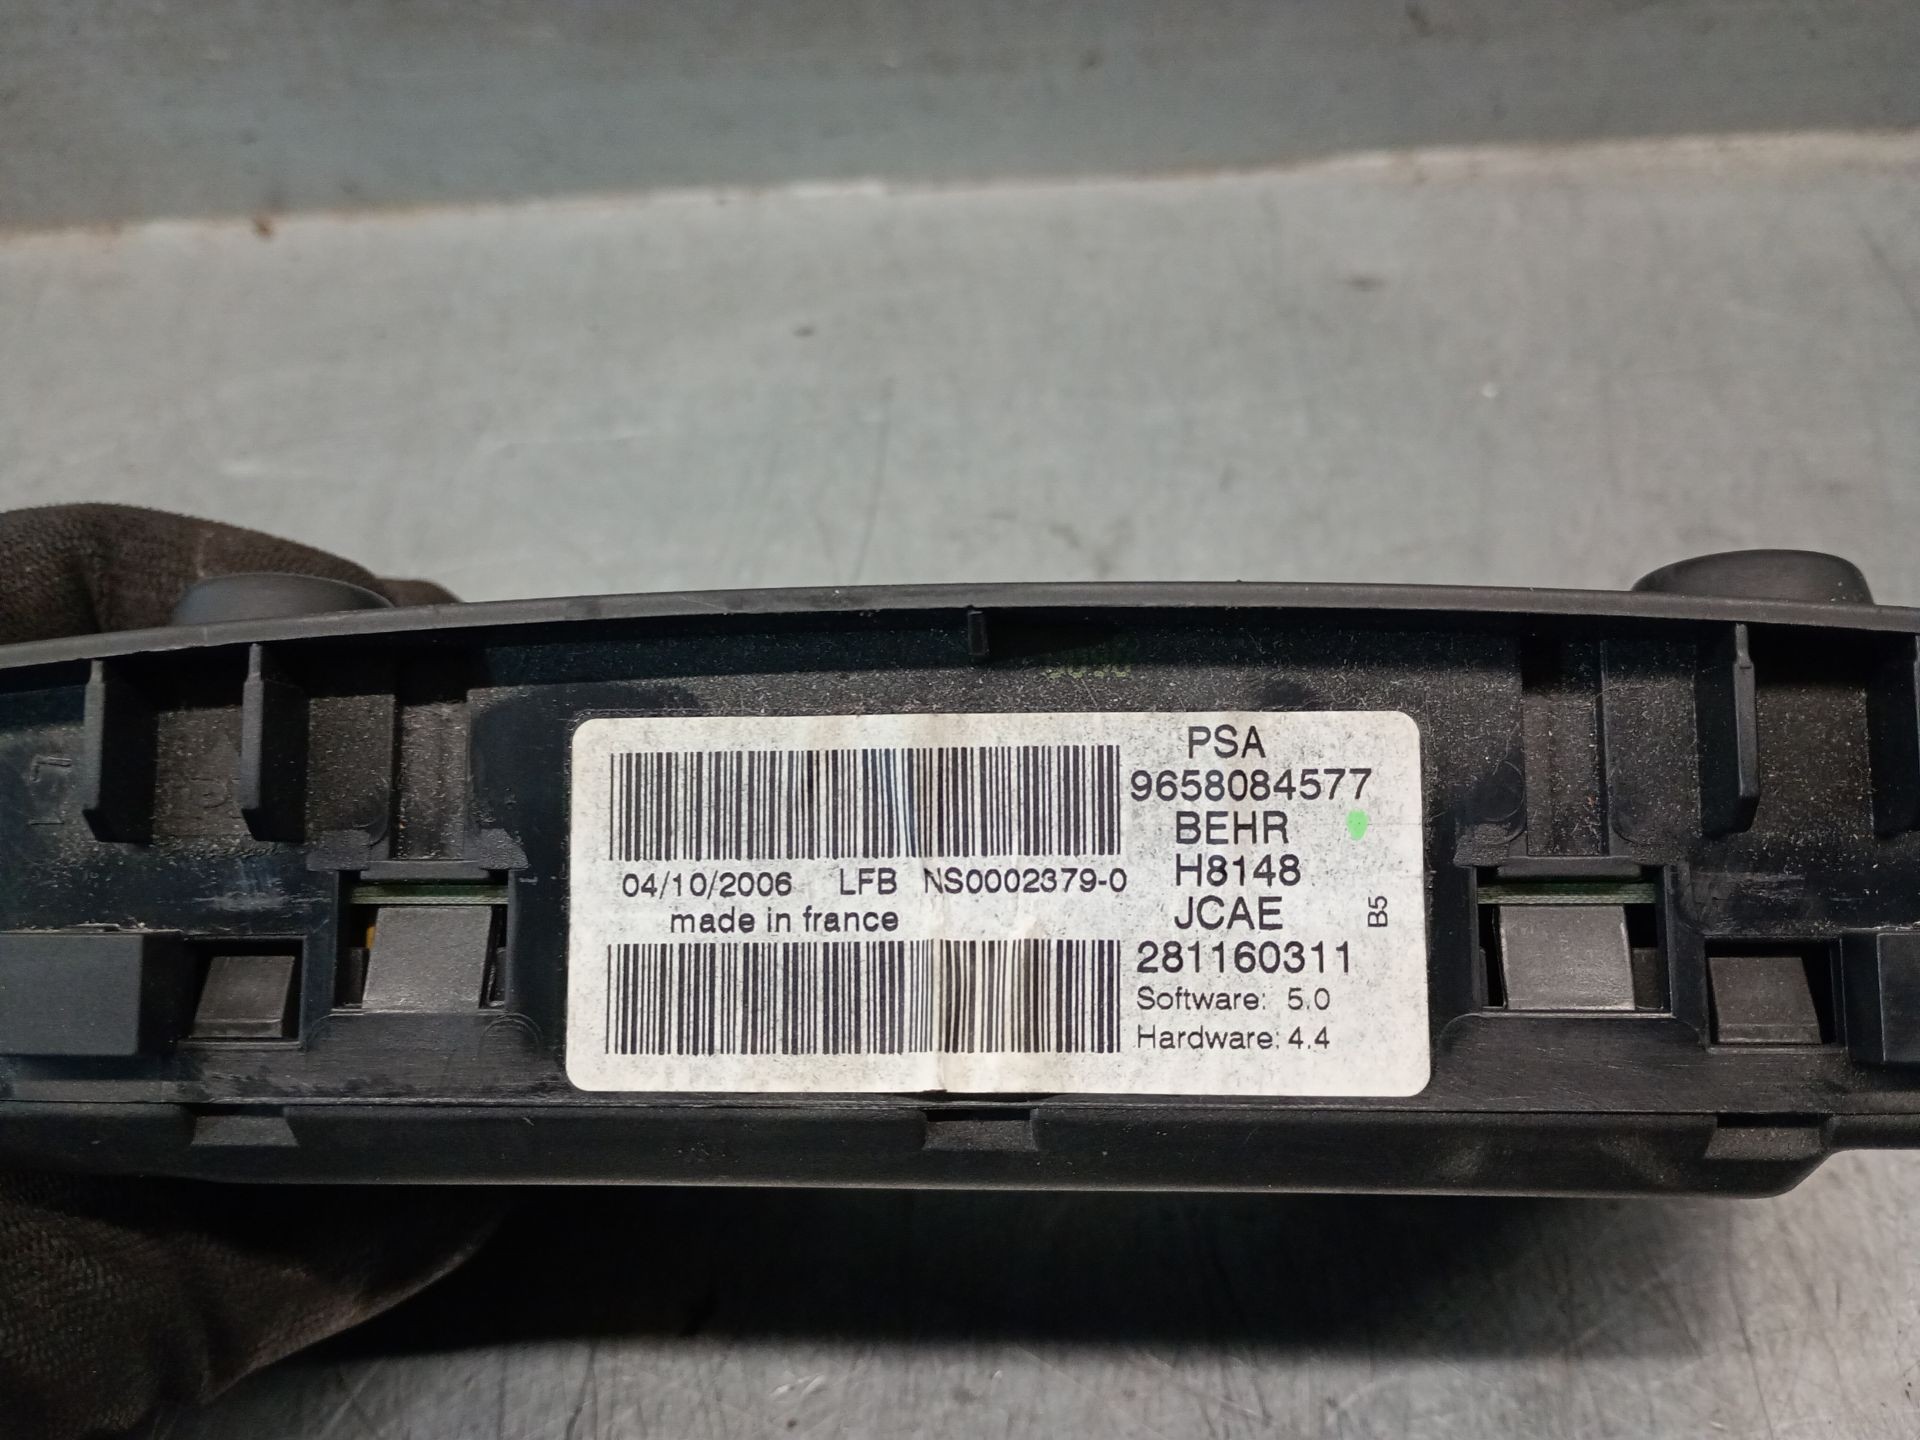 PSA
9658084577
BEHR
04/10/2006 LFB NS0002379-0 H8148
made in france JCAE B5
281160311
Software: 5.0
Hardware: 4.4